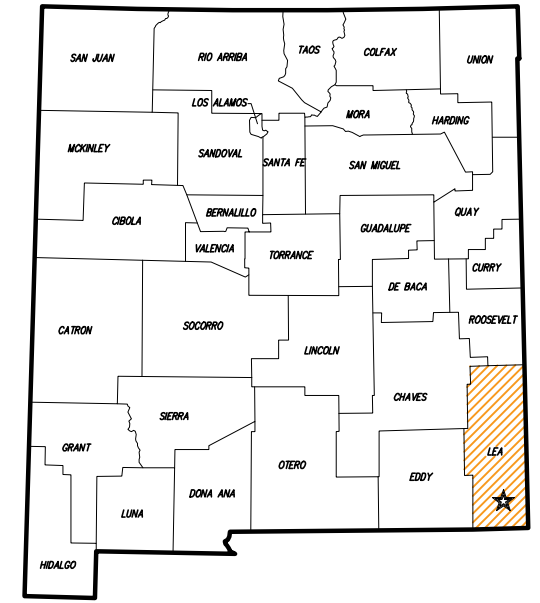 SAN JUAN
RIO ARRIBA
TAOS
COLFAX
UNION
LOS ALAMOS
MORA
HARDING
MCKINLEY
SANDOVAL
SANTA FE
SAN MIGUEL
CIBOLA
BERNALILLO
VALENCIA
TORRANCE
GUADALUPE
QUAY
CURRY
DE BACA
ROOSEVELT
CATRON
SOCORRO
LINCOLN
CHAVES
SIERRA
LEA
GRANT
OTERO
EDDY
DONA ANA
LUNA
HIDALGO